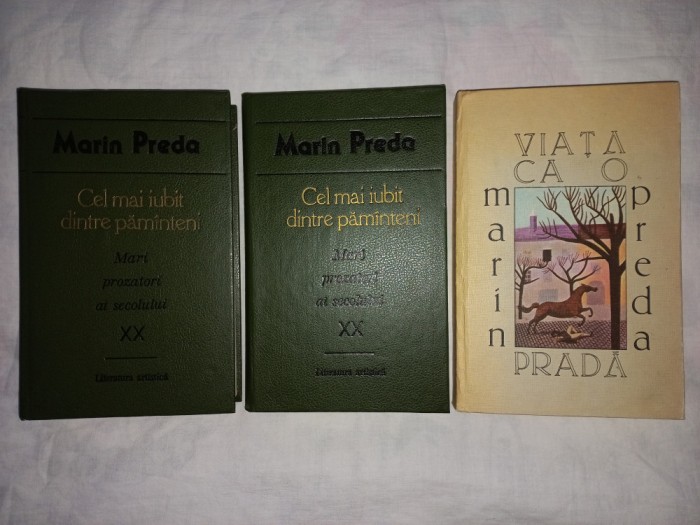 Marin Preda
Cel mai iubit
dintre pămînteni
Mari
prozatori
ai secolului
XX
Literatura artistică
Marin Preda
Cel mai iubit
dintre pămînteni
Mari
prozatori
ai secolului
XX
Literatura artistică
VIAȚA
CA O
marin
preda
PRADĂ